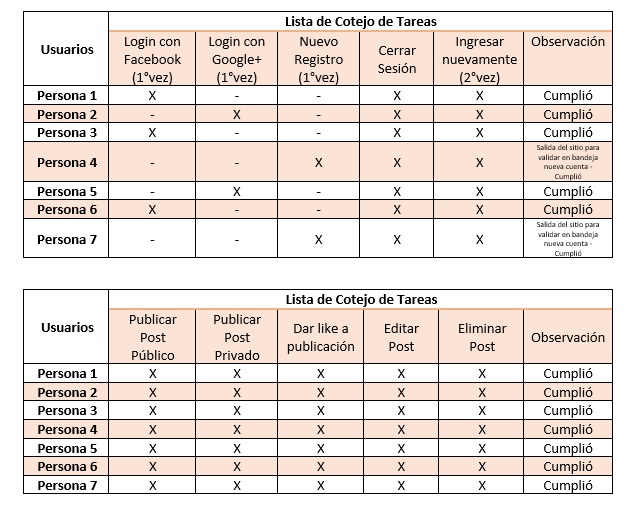 Lista de Cotejo de Tareas
Usuarios
Login con Facebook (1°vez)
Login con Google+ (1°vez)
Nuevo Registro (1°vez)
Cerrar Sesión
Ingresar nuevamente (2°vez)
Observación
Persona 1 X - - X X Cumplió
Persona 2 - X - X X Cumplió
Persona 3 X - - X X Cumplió
Persona 4 - - X X X Salida del sitio para validar en bandeja nueva cuenta - Cumplió
Persona 5 - X - X X Cumplió
Persona 6 X - - X X Cumplió
Persona 7 - - X X X Salida del sitio para validar en bandeja nueva cuenta - Cumplió
Lista de Cotejo de Tareas
Usuarios
Publicar Post Público
Publicar Post Privado
Dar like a publicación
Editar Post
Eliminar Post
Observación
Persona 1 X X X X X Cumplió
Persona 2 X X X X X Cumplió
Persona 3 X X X X X Cumplió
Persona 4 X X X X X Cumplió
Persona 5 X X X X X Cumplió
Persona 6 X X X X X Cumplió
Persona 7 X X X X X Cumplió